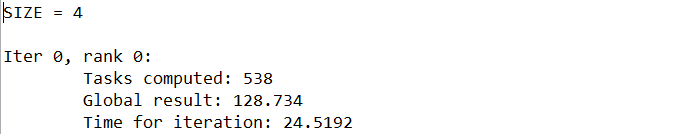 SIZE = 4
Iter 0, rank 0:
Tasks computed: 538
Global result: 128.734
Time for iteration: 24.5192